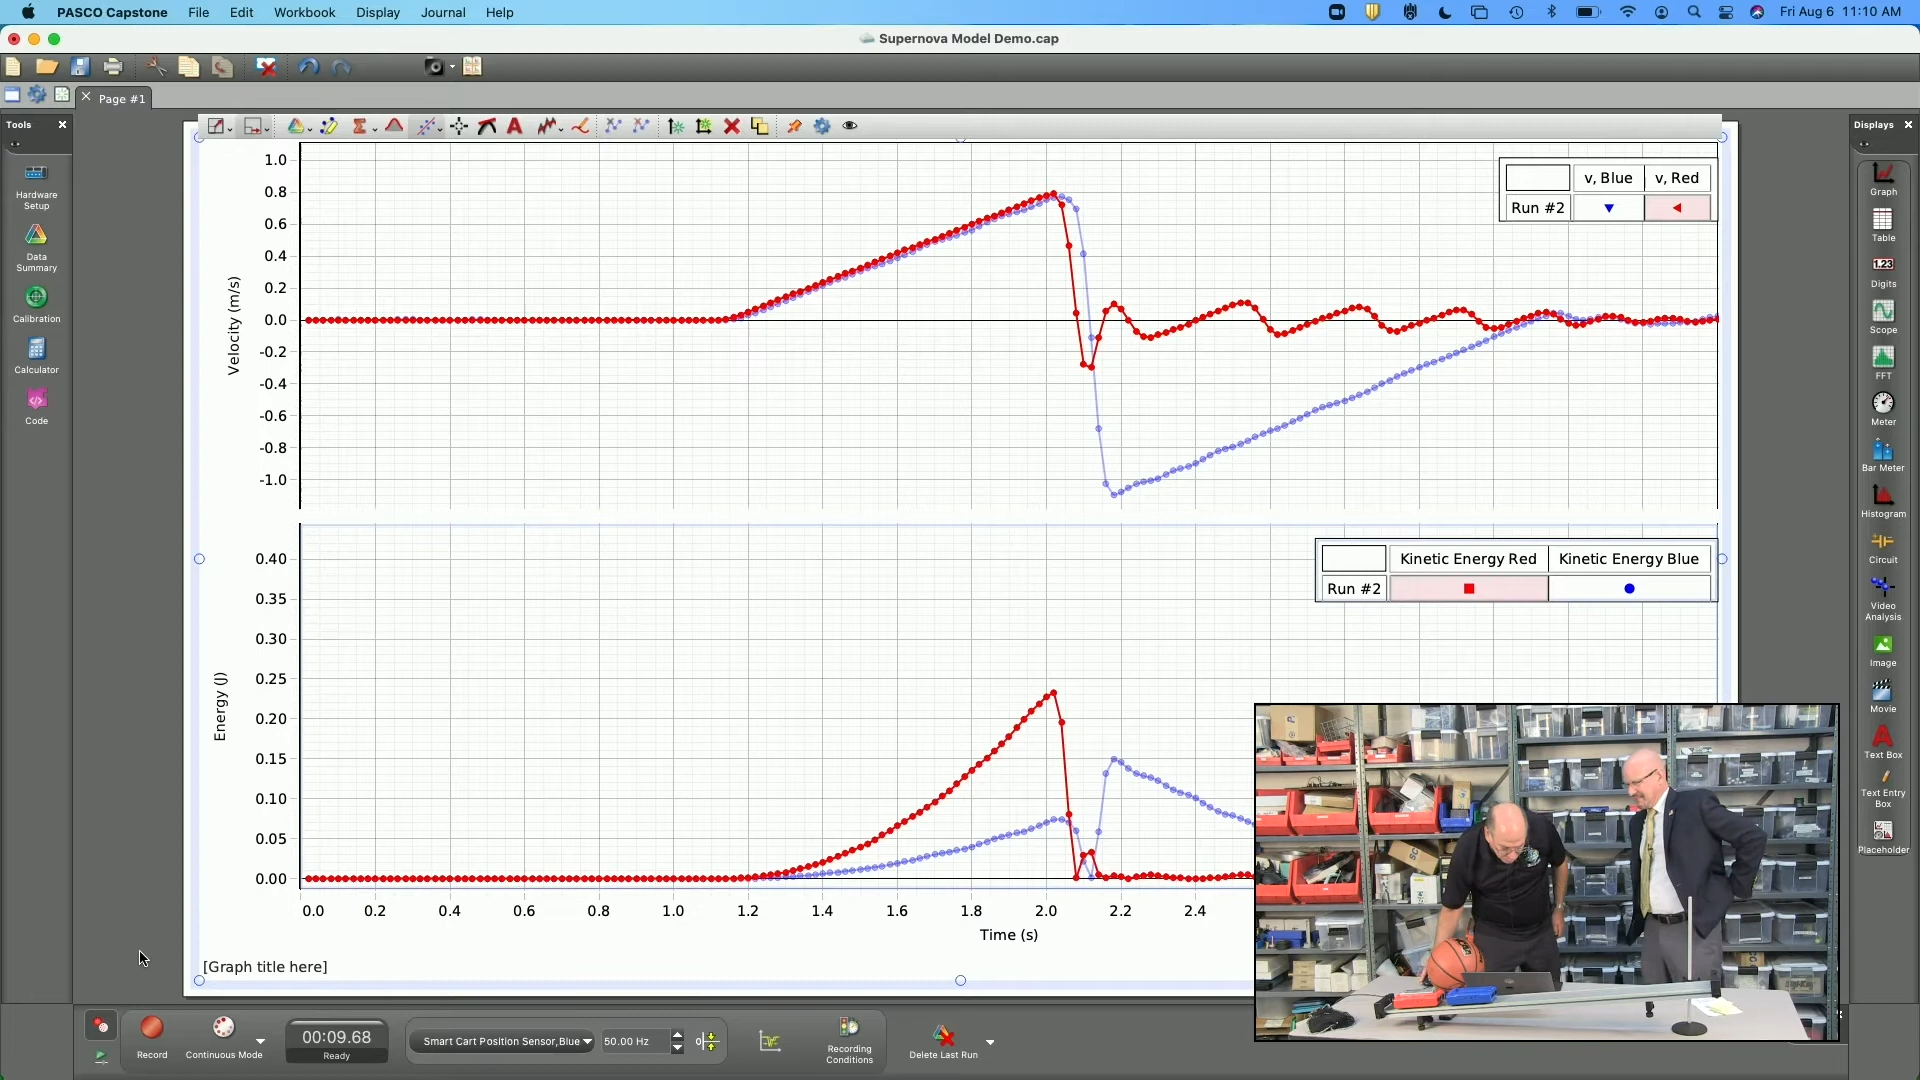 PASCO Capstone File Edit Workbook Display Journal Help Fri Aug 6 11:10 AM
Supernova Model Demo.cap
Page #1
Tools
Hardware
Setup
Data
Summary
Calibration
Calculator
Code
1.0
0.8
0.6
0.4
0.2
0.0
-0.2
-0.4
-0.6
-0.8
-1.0
Velocity (m/s)
v, Blue v, Red
Run #2
0.40
0.35
0.30
0.25
0.20
0.15
0.10
0.05
0.00
Energy (J)
Kinetic Energy Red Kinetic Energy Blue
Run #2
0.0 0.2 0.4 0.6 0.8 1.0 1.2 1.4 1.6 1.8 2.0 2.2 2.4
Time (s)
[Graph title here]
Displays
Graph
Table
1.23
Digits
Scope
FFT
Meter
Bar Meter
Histogram
Circuit
Video
Analysis
Image
Movie
Text Box
Text Entry
Box
Placeholder
Record
Continuous Mode
00:09.68
Ready
Smart Cart Position Sensor,Blue
50.00 Hz
Recording
Conditions
Delete Last Run